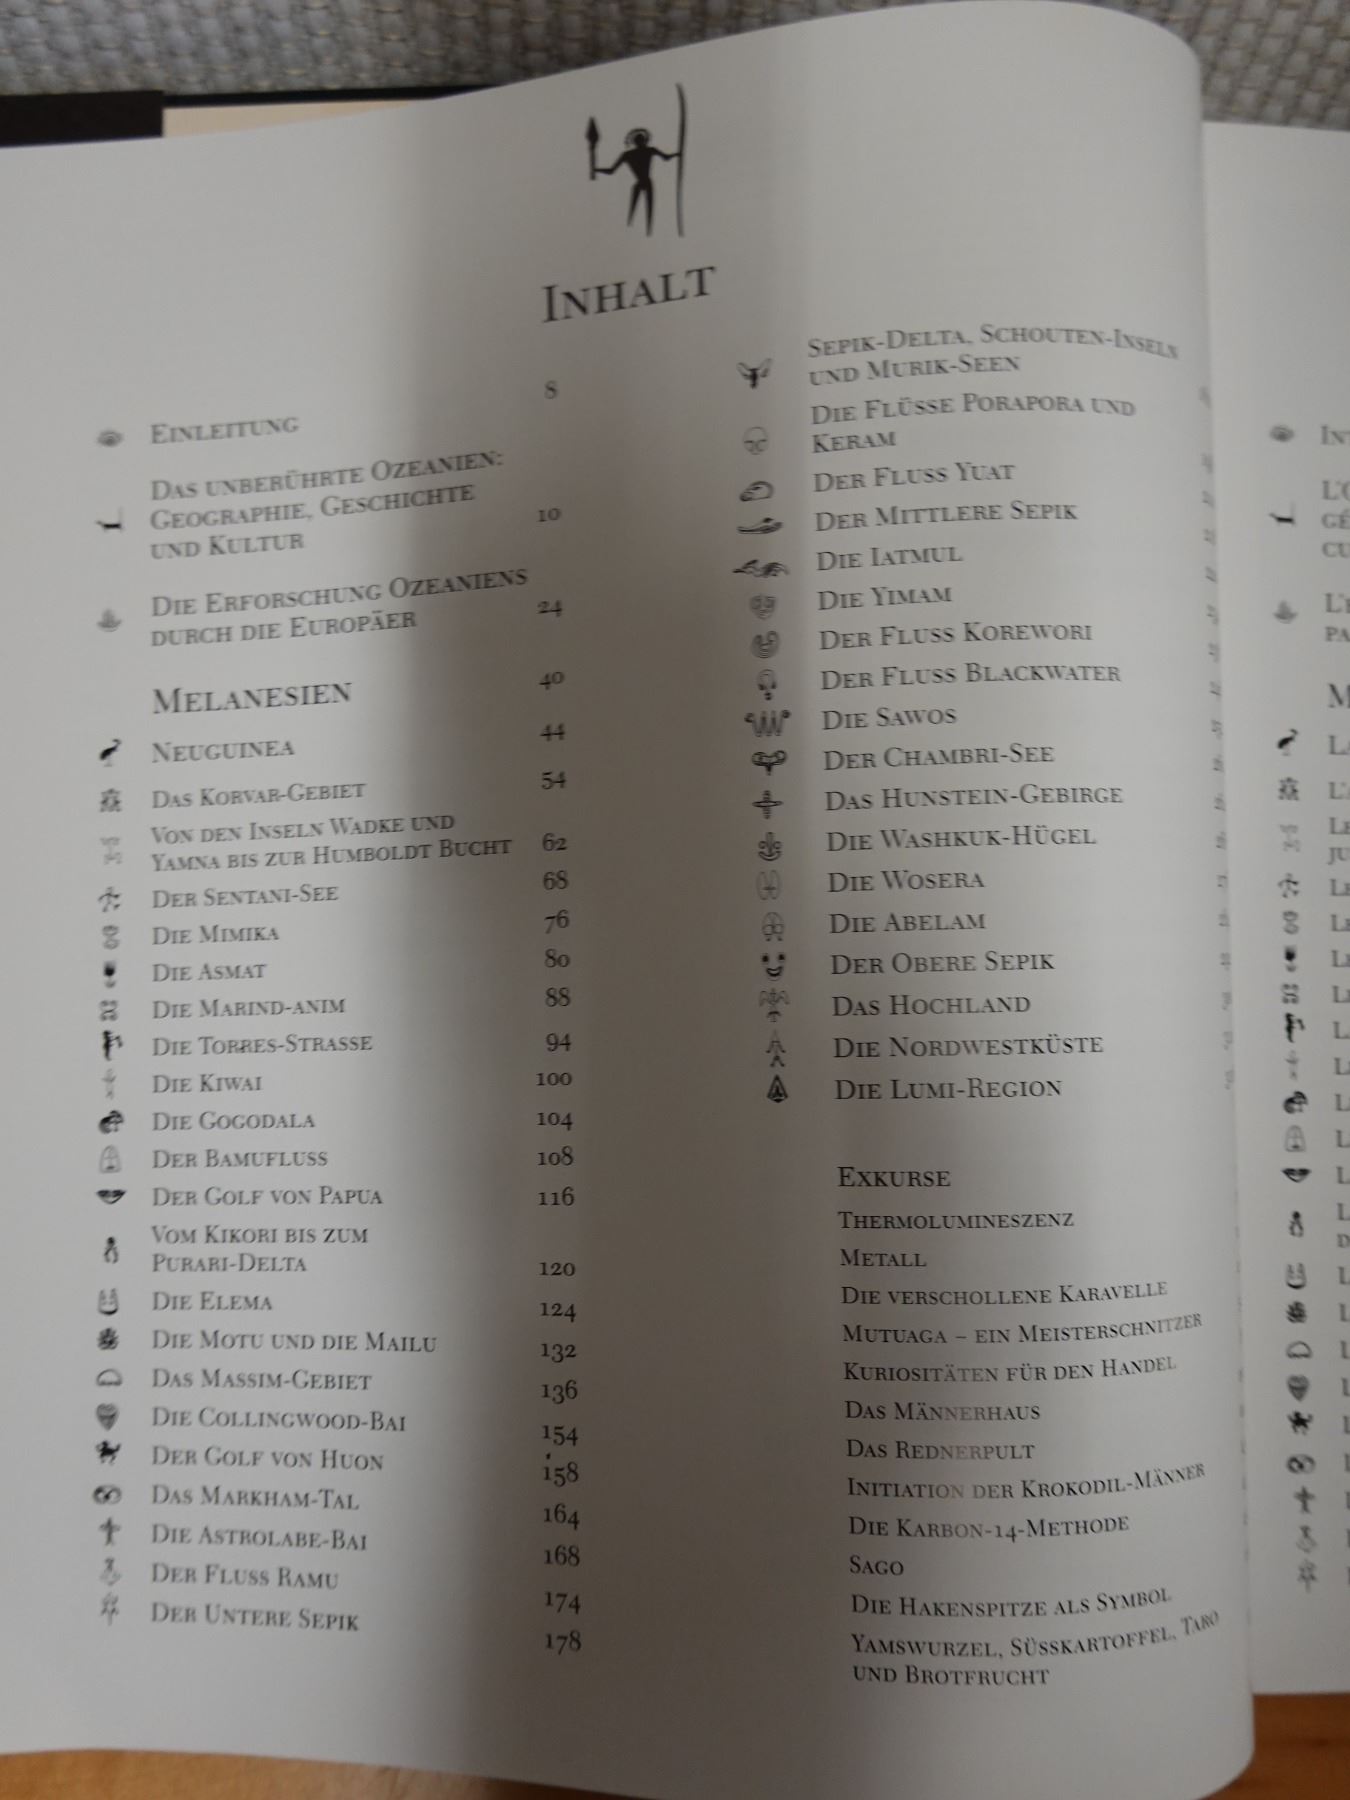 INHALT
EINLEITUNG 8
DAS UNBERÜHRTE OZEANIEN:
GEOGRAPHIE, GESCHICHTE
UND KULTUR 10
DIE ERFORSCHUNG OZEANIENS
DURCH DIE EUROPÄER 24
MELANESIEN 40
NEUGUINEA 44
DAS KORVAR-GEBIET 54
VON DEN INSELN WADKE UND
YAMNA BIS ZUR HUMBOLDT BUCHT 62
DER SENTANI-SEE 68
DIE MIMIKA 76
DIE ASMAT 80
DIE MARIND-ANIM 88
DIE TORRES-STRASSE 94
DIE KIWAI 100
DIE GOGODALA 104
DER BAMUFLUSS 108
DER GOLF VON PAPUA 116
VOM KIKORI BIS ZUM
PURARI-DELTA 120
DIE ELEMA 124
DIE MOTU UND DIE MAILU 132
DAS MASSIM-GEBIET 136
DIE COLLINGWOOD-BAI 154
DER GOLF VON HUON 158
DAS MARKHAM-TAL 164
DIE ASTROLABE-BAI 168
DER FLUSS RAMU 174
DER UNTERE SEPIK 178
SEPIK-DELTA, SCHOUTEN-INSELN
UND MURIK-SEEN
DIE FLÜSSE PORAPORA UND
KERAM
DER FLUSS YUAT
DER MITTLERE SEPIK
DIE IATMUL
DIE YIMAM
DER FLUSS KOREWORI
DER FLUSS BLACKWATER
DIE SAWOS
DER CHAMBRI-SEE
DAS HUNSTEIN-GEBIRGE
DIE WASHKUK-HÜGEL
DIE WOSERA
DIE ABELAM
DER OBERE SEPIK
DAS HOCHLAND
DIE NORDWESTKÜSTE
DIE LUMI-REGION
EXKURSE
THERMOLUMINESZENZ
METALL
DIE VERSCHOLLENE KARAVELLE
MUTUAGA – EIN MEISTERSCHNITZER
KURIOSITÄTEN FÜR DEN HANDEL
DAS MÄNNERHAUS
DAS REDNERPULT
INITIATION DER KROKODIL-MÄNNER
DIE KARBON-14-METHODE
SAGO
DIE HAKENSPITZE ALS SYMBOL
YAMSWURZEL, SÜSSKARTOFFEL, TARO
UND BROTFRUCHT